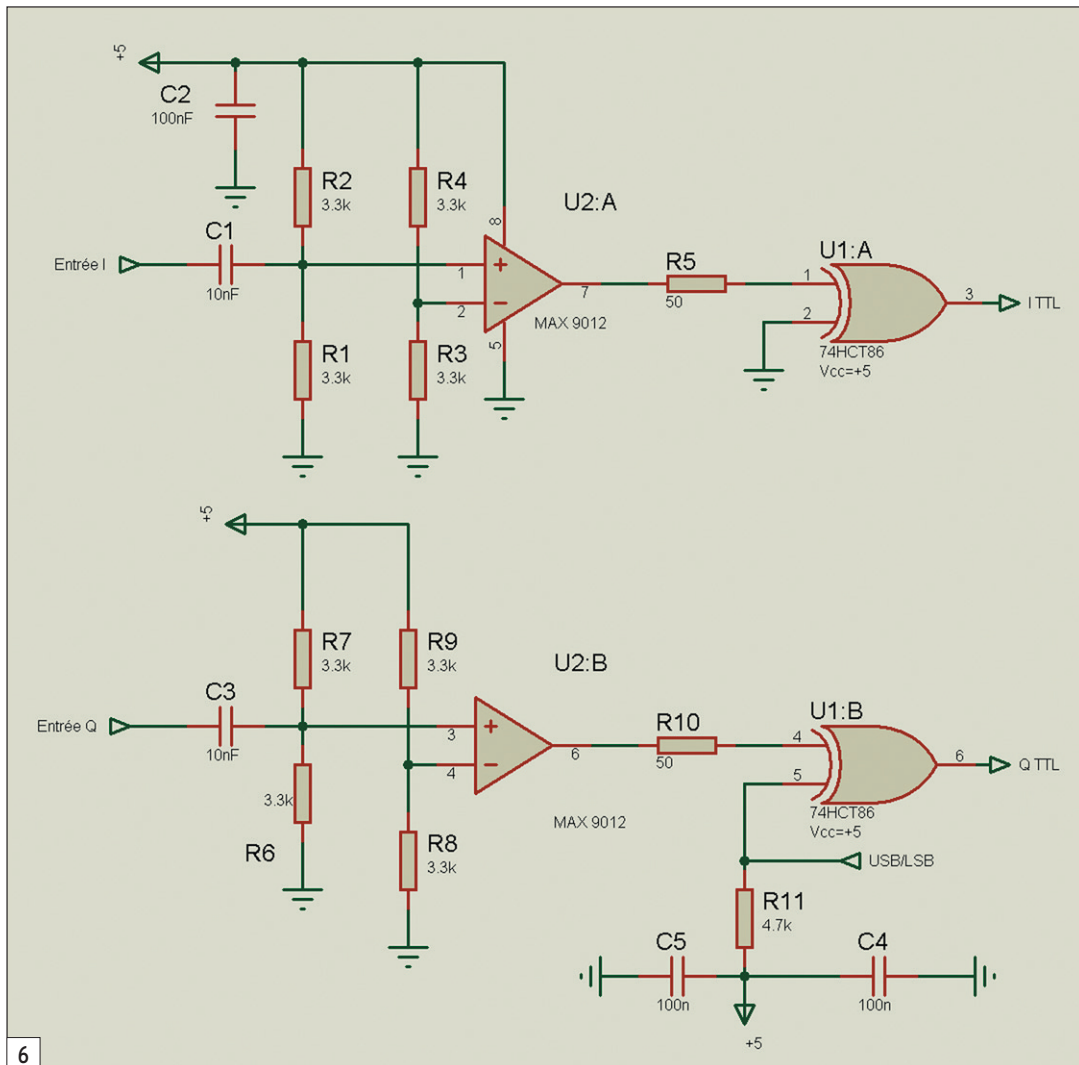 +5
C2
100nF
R2
3.3k
R4
3.3k
U2:A
8
C1
Entrée I
10nF
1
+
2
−
7
MAX 9012
5
R5
50
U1:A
1
2
3
I TTL
74HCT86
Vcc=+5
R1
3.3k
R3
3.3k
+5
R7
3.3k
R9
3.3k
U2:B
C3
Entrée Q
10nF
3
+
4
−
6
MAX 9012
R10
50
U1:B
4
5
6
Q TTL
74HCT86
Vcc=+5
3.3k
R6
R8
3.3k
USB/LSB
R11
4.7k
C5
100n
C4
100n
+5
6